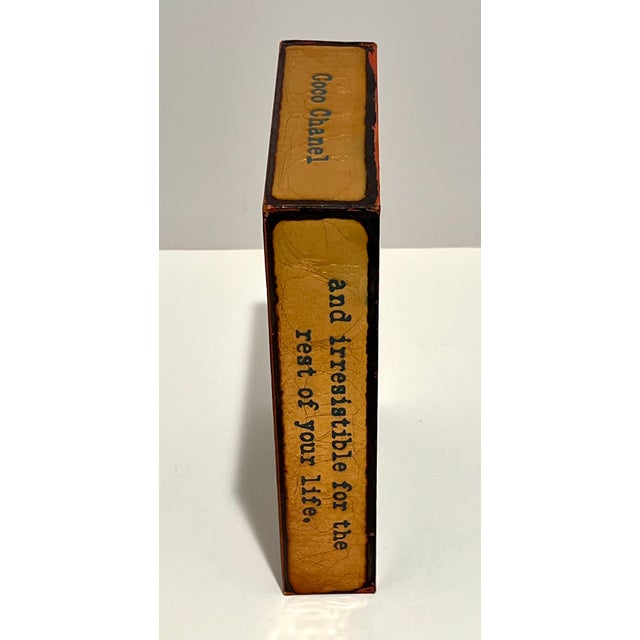 Coco Chanel
and irresistible for the
rest of your life.